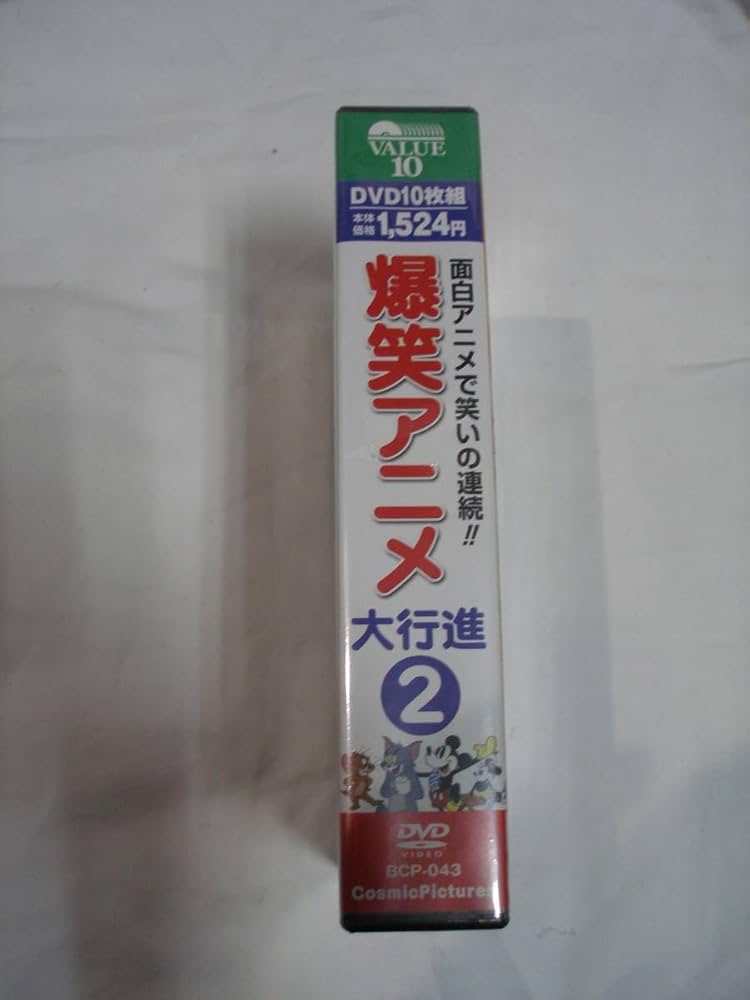 VALUE
10
DVD10枚組
本体
価格 1,524円
面白アニメで笑いの連続!!
爆笑アニメ
大行進
2
DVD
VIDEO
BCP-043
CosmicPictures